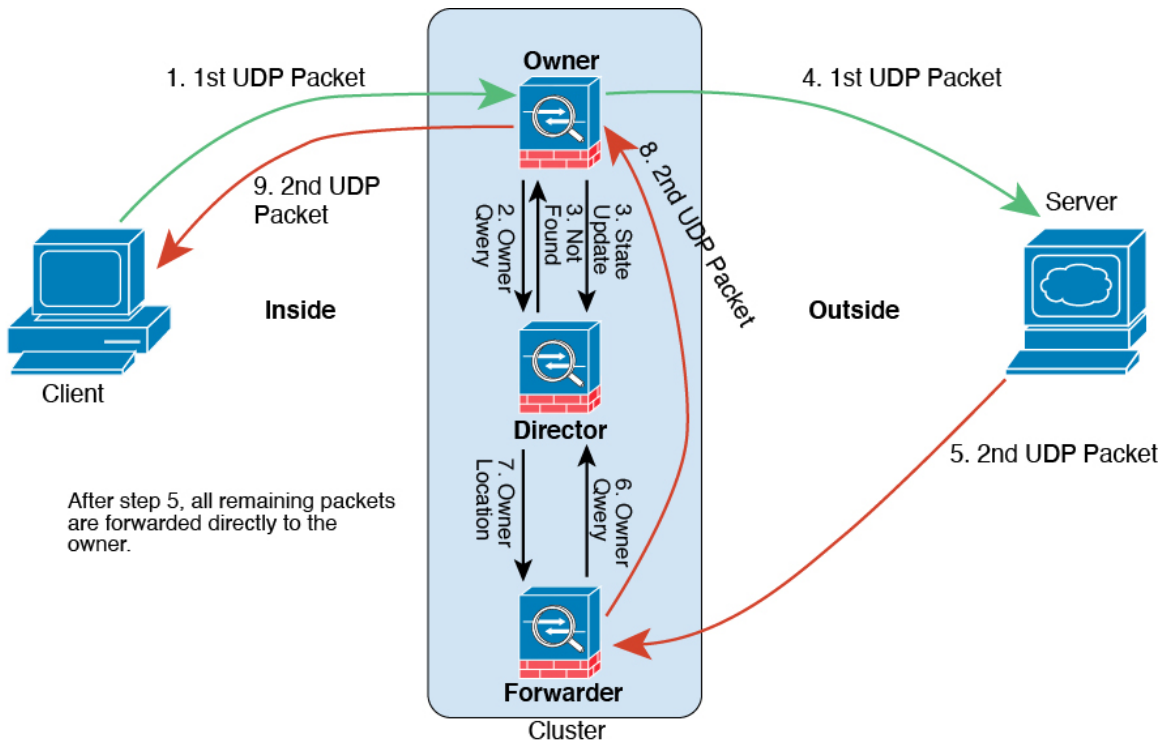 Owner
1. 1st UDP Packet
4. 1st UDP Packet
9. 2nd UDP
Packet
2. Owner
Qwery
3. Not
Found
3. State
Update
8. 2nd UDP Packet
Server
Inside
Outside
Client
Director
5. 2nd UDP Packet
7. Owner
Location
6. Owner
Qwery
After step 5, all remaining packets
are forwarded directly to the
owner.
Forwarder
Cluster